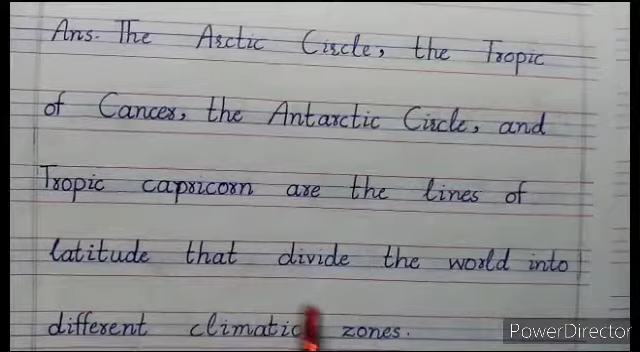 Ans. The Arctic Circle, the Tropic
of Cancer, the Antarctic Circle, and
Tropic capricorn are the lines of
latitude that divide the world into
different climatic zones.
PowerDirector